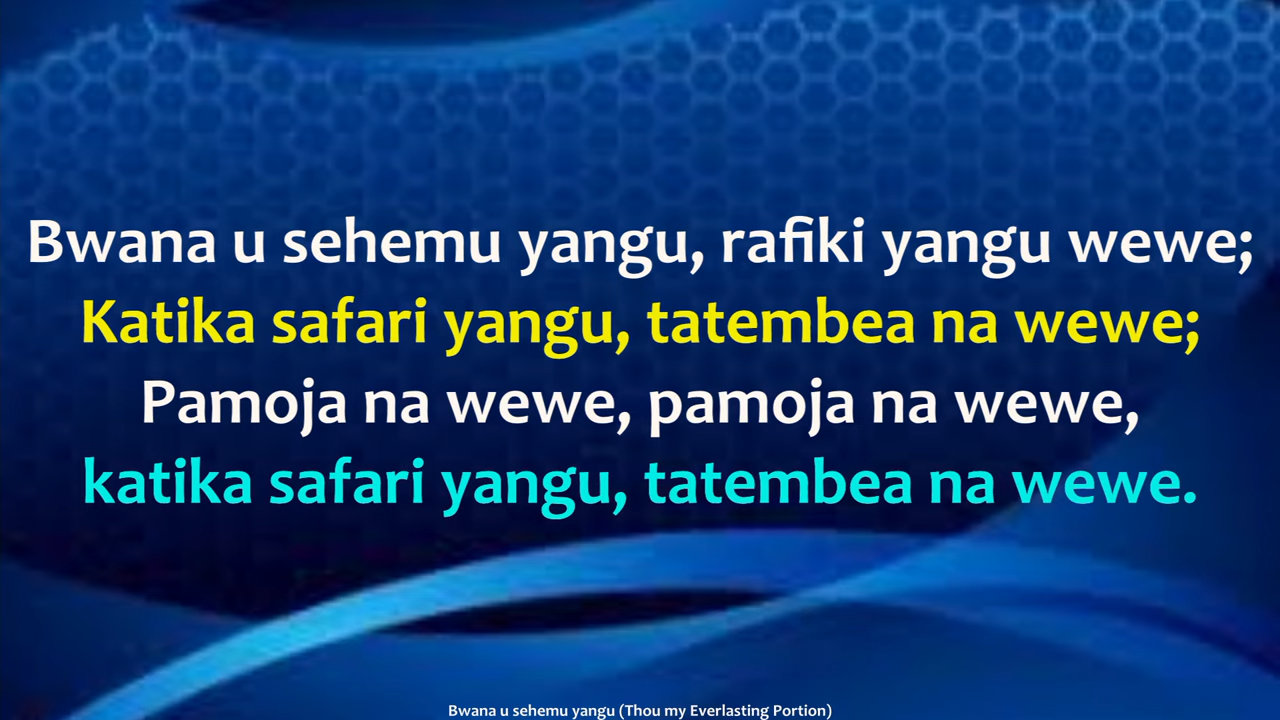 Bwana u sehemu yangu, rafiki yangu wewe;
Katika safari yangu, tatembea na wewe;
Pamoja na wewe, pamoja na wewe,
katika safari yangu, tatembea na wewe.
Bwana u sehemu yangu (Thou my Everlasting Portion)